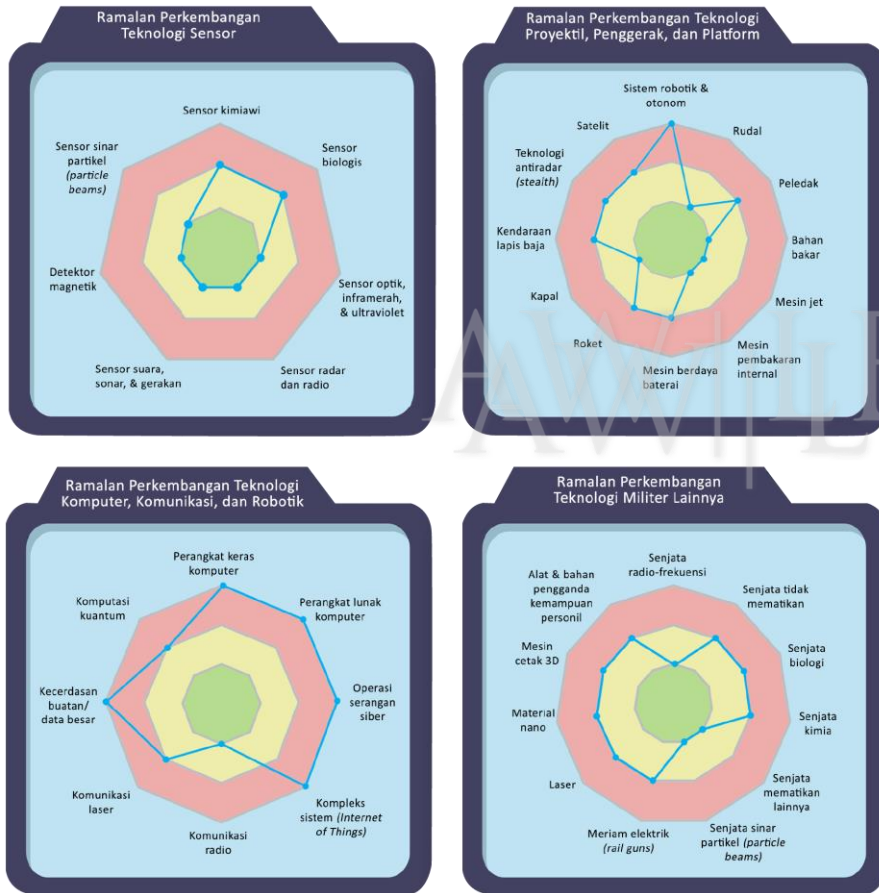 Ramalan Perkembangan
Teknologi Sensor
Sensor kimiawi
Sensor
biologis
Sensor optik,
inframerah,
& ultraviolet
Sensor radar
dan radio
Sensor suara,
sonar, & gerakan
Detektor
magnetik
Sensor sinar
partikel
(particle
beams)
Ramalan Perkembangan Teknologi
Proyektil, Penggerak, dan Platform
Sistem robotik &
otonom
Rudal
Peledak
Bahan
bakar
Mesin jet
Mesin
pembakaran
internal
Mesin berdaya
baterai
Roket
Kapal
Kendaraan
lapis baja
Teknologi
antiradar
(stealth)
Satelit
Ramalan Perkembangan Teknologi
Komputer, Komunikasi, dan Robotik
Perangkat keras
komputer
Perangkat lunak
komputer
Operasi
serangan
siber
Kompleks
sistem (Internet
of Things)
Komunikasi
radio
Komunikasi
laser
Kecerdasan
buatan/
data besar
Komputasi
kuantum
Ramalan Perkembangan
Teknologi Militer Lainnya
Senjata
radio-frekuensi
Senjata tidak
mematikan
Senjata
biologi
Senjata
kimia
Senjata
mematikan
lainnya
Senjata sinar
partikel (particle
beams)
Meriam elektrik
(rail guns)
Laser
Material
nano
Mesin
cetak 3D
Alat & bahan
pengganda
kemampuan
personil